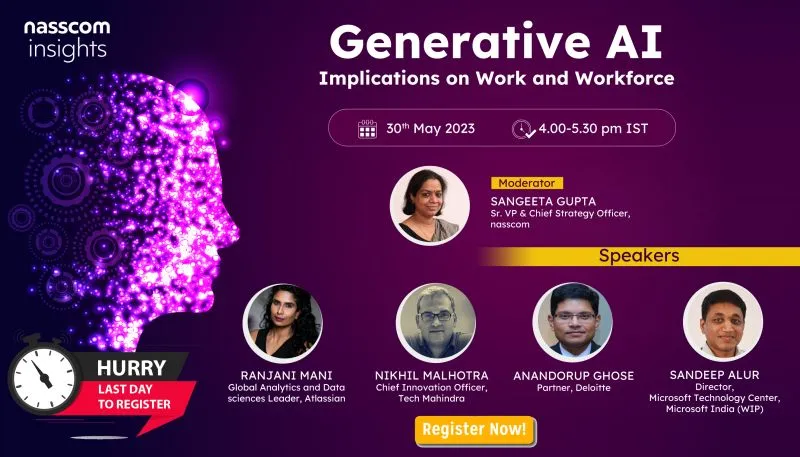 nasscom
insights
Generative AI
Implications on Work and Workforce
30th May 2023
4.00-5.30 pm IST
Moderator
SANGEETA GUPTA
Sr. VP & Chief Strategy Officer,
nasscom
Speakers
RANJANI MANI
Global Analytics and Data
sciences Leader, Atlassian
NIKHIL MALHOTRA
Chief Innovation Officer,
Tech Mahindra
ANANDORUP GHOSE
Partner, Deloitte
SANDEEP ALUR
Director,
Microsoft Technology Center,
Microsoft India (WIP)
HURRY
LAST DAY
TO REGISTER
Register Now!